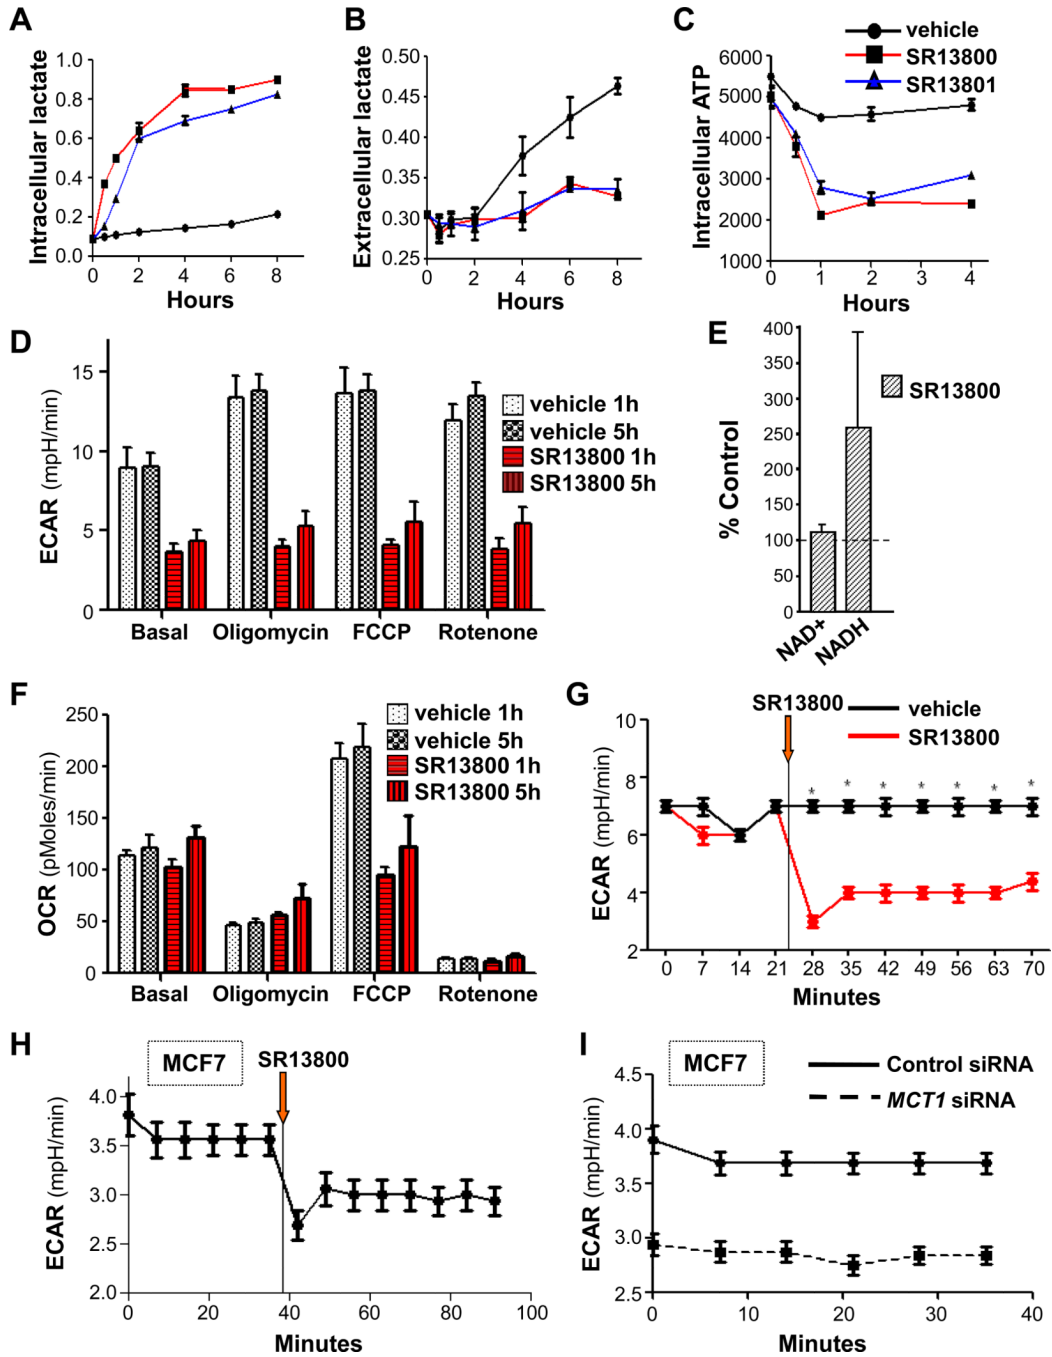 A
Intracellular lactate
1.0
0.8
0.6
0.4
0.2
0.0
0 2 4 6 8
Hours
B
Extracellular lactate
0.50
0.45
0.40
0.35
0.30
0.25
0 2 4 6 8
Hours
C
vehicle
SR13800
SR13801
Intracellular ATP
6000
5000
4000
3000
2000
1000
0 1 2 3 4
Hours
D
ECAR (mpH/min)
15
10
5
0
vehicle 1h
vehicle 5h
SR13800 1h
SR13800 5h
Basal Oligomycin FCCP Rotenone
E
% Control
400
350
300
250
200
150
100
50
0
SR13800
NAD+ NADH
F
OCR (pMoles/min)
250
200
150
100
50
0
vehicle 1h
vehicle 5h
SR13800 1h
SR13800 5h
Basal Oligomycin FCCP Rotenone
G
SR13800
vehicle
SR13800
ECAR (mpH/min)
10
8
6
4
2
* * * * * * *
0 7 14 21 28 35 42 49 56 63 70
Minutes
H
MCF7
SR13800
ECAR (mpH/min)
4.0
3.5
3.0
2.5
2.0
0 20 40 60 80 100
Minutes
I
MCF7
Control siRNA
MCT1 siRNA
ECAR (mpH/min)
4.5
4.0
3.5
3.0
2.5
0 10 20 30 40
Minutes